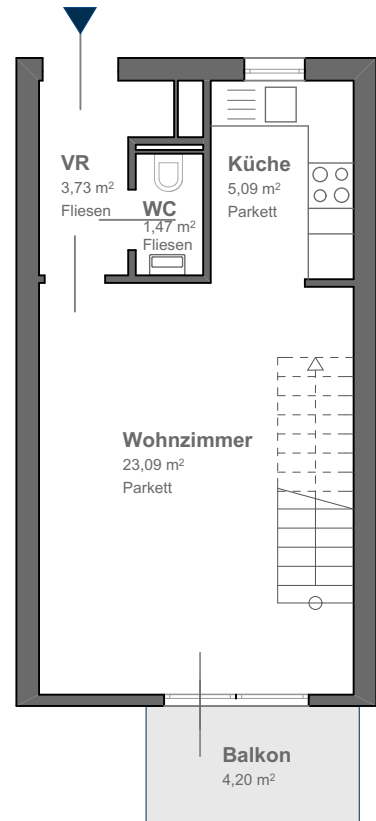 VR
3,73 m²
Fliesen
WC
1,47 m²
Fliesen
Küche
5,09 m²
Parkett
Wohnzimmer
23,09 m²
Parkett
Balkon
4,20 m²